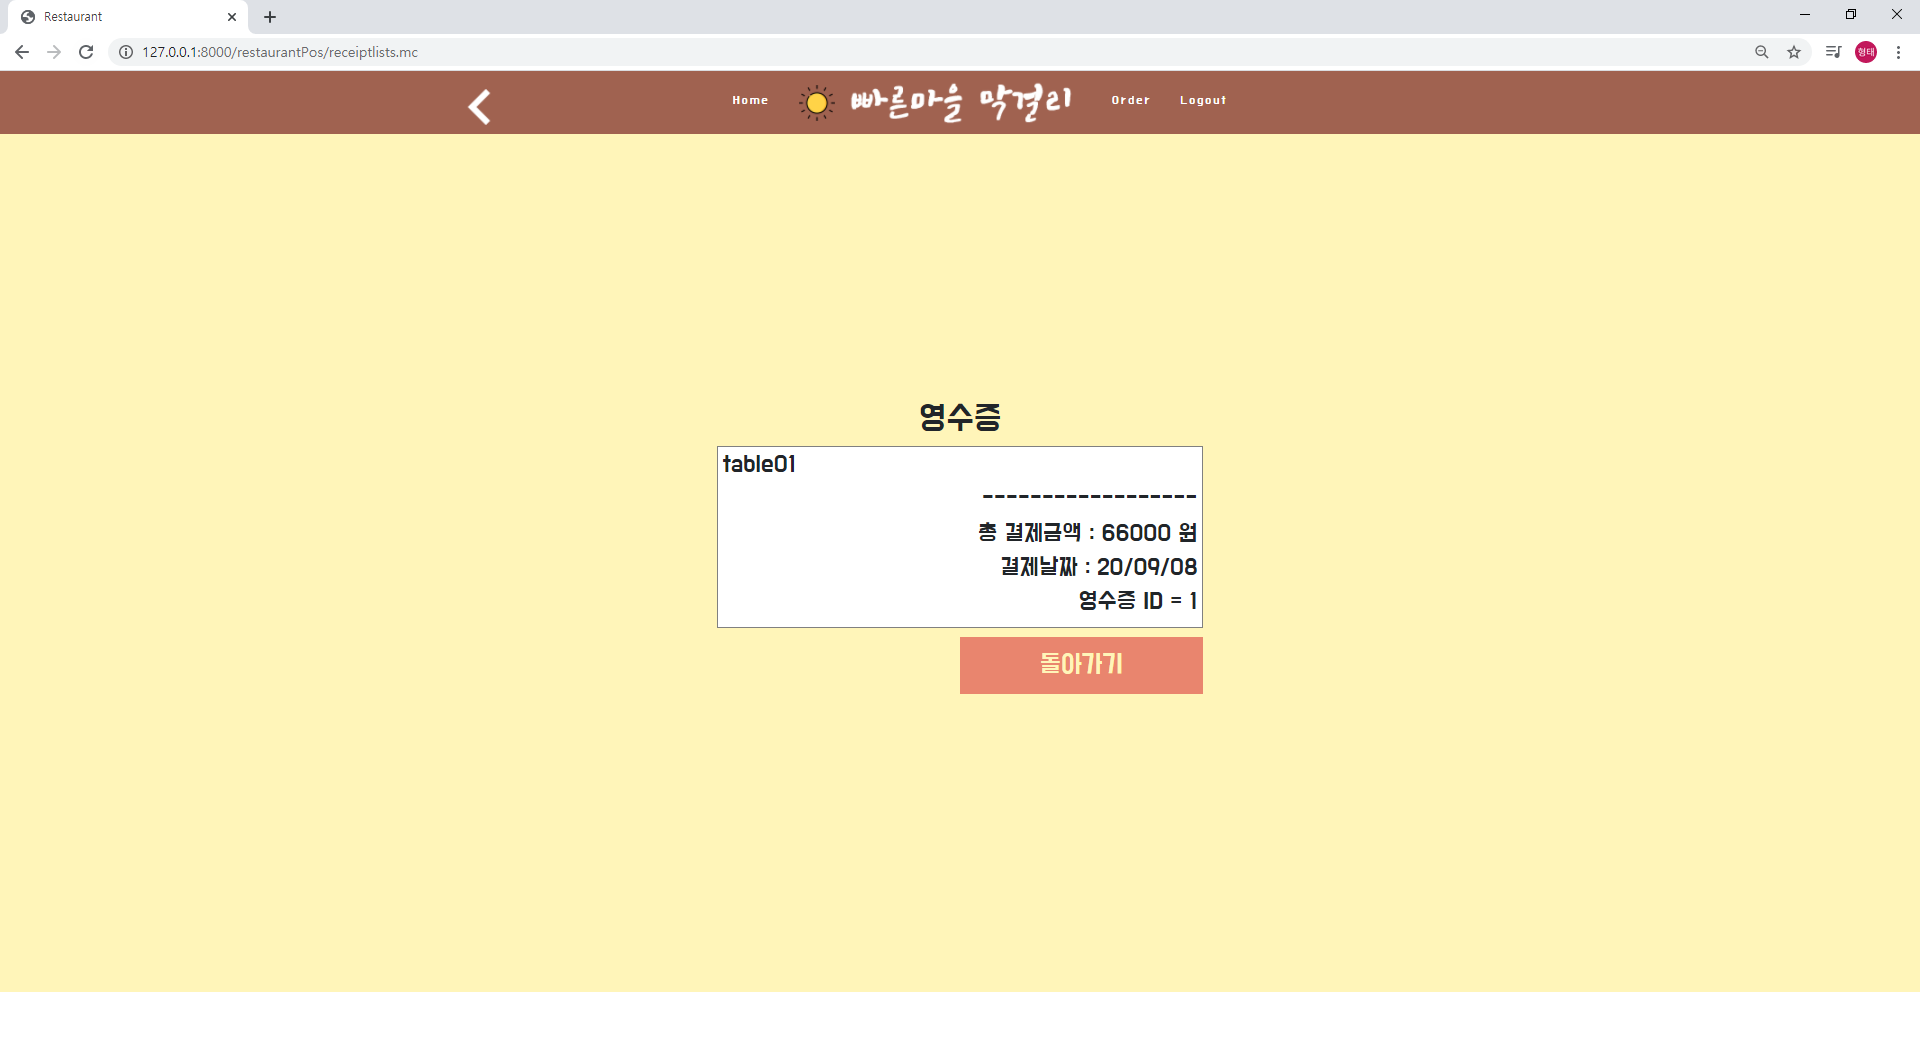 Restaurant
127.0.0.1:8000/restaurantPos/receiptlists.mc
형태
Home
빠른마을 막걸리
Order
Logout
영수증
table01
------------------
총 결제금액 : 66000 원
결제날짜 : 20/09/08
영수증 ID = 1
돌아가기